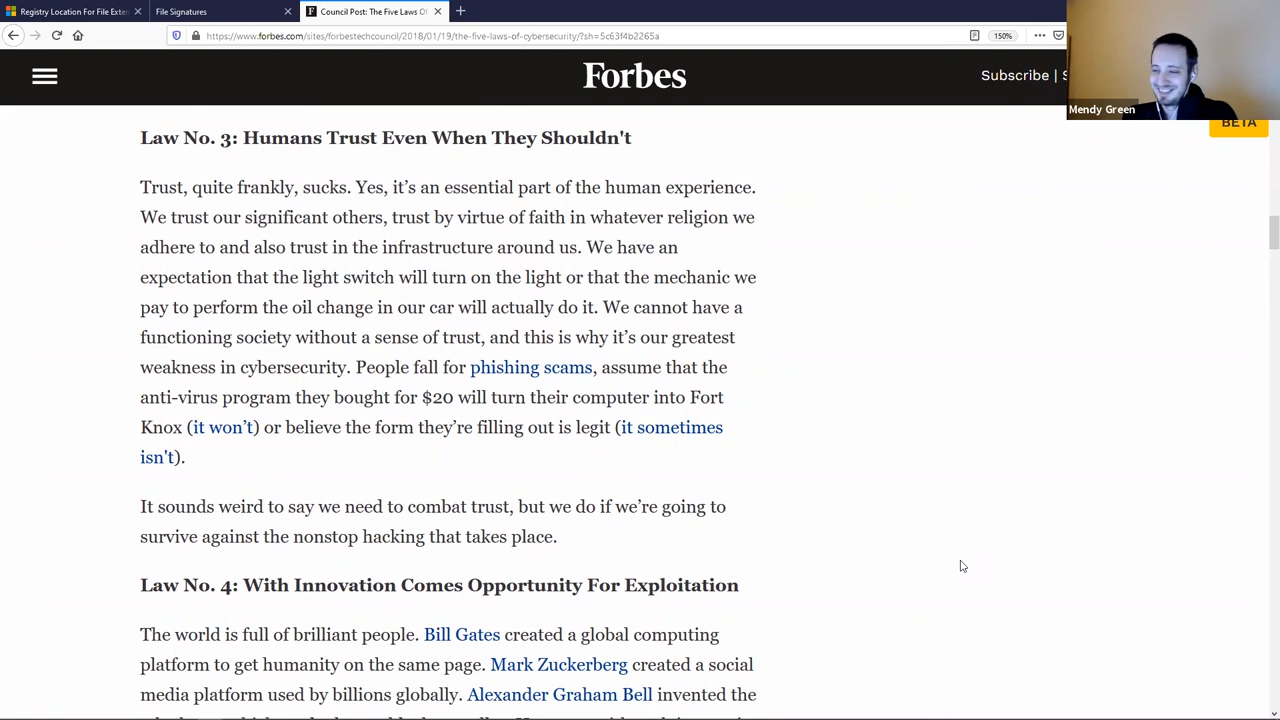 Registry Location For File Exten
File Signatures
Council Post: The Five Laws O
https://www.forbes.com/sites/forbestechcouncil/2018/01/19/the-five-laws-of-cybersecurity/?sh=5c63f4b2265a
150%
Forbes
Subscribe | S
Mendy Green
BETA
Law No. 3: Humans Trust Even When They Shouldn't
Trust, quite frankly, sucks. Yes, it’s an essential part of the human experience.
We trust our significant others, trust by virtue of faith in whatever religion we
adhere to and also trust in the infrastructure around us. We have an
expectation that the light switch will turn on the light or that the mechanic we
pay to perform the oil change in our car will actually do it. We cannot have a
functioning society without a sense of trust, and this is why it’s our greatest
weakness in cybersecurity. People fall for phishing scams, assume that the
anti-virus program they bought for $20 will turn their computer into Fort
Knox (it won’t) or believe the form they’re filling out is legit (it sometimes
isn't).
It sounds weird to say we need to combat trust, but we do if we’re going to
survive against the nonstop hacking that takes place.
Law No. 4: With Innovation Comes Opportunity For Exploitation
The world is full of brilliant people. Bill Gates created a global computing
platform to get humanity on the same page. Mark Zuckerberg created a social
media platform used by billions globally. Alexander Graham Bell invented the